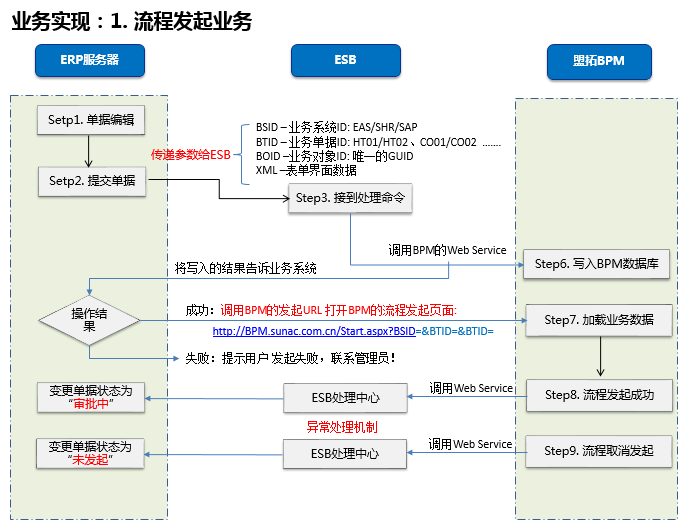 业务实现：1. 流程发起业务
ERP服务器
ESB
盟拓BPM
Setp1. 单据编辑
传递参数给ESB
BSID – 业务系统ID: EAS/SHR/SAP
BTID – 业务单据ID: HT01/HT02、CO01/CO02 .......
BOID – 业务对象ID: 唯一的GUID
XML – 表单界面数据
Setp2. 提交单据
Step3. 接到处理命令
调用BPM的Web Service
Step6. 写入BPM数据库
将写入的结果告诉业务系统
操作结
果
成功：调用BPM的发起URL 打开BPM的流程发起页面:
http://BPM.sunac.com.cn/Start.aspx?BSID=&BTID=&BTID=
Step7. 加载业务数据
失败：提示用户 发起失败，联系管理员！
变更单据状态为
“审批中”
ESB处理中心
调用Web Service
Step8. 流程发起成功
异常处理机制
变更单据状态为
“未发起”
ESB处理中心
调用Web Service
Step9. 流程取消发起